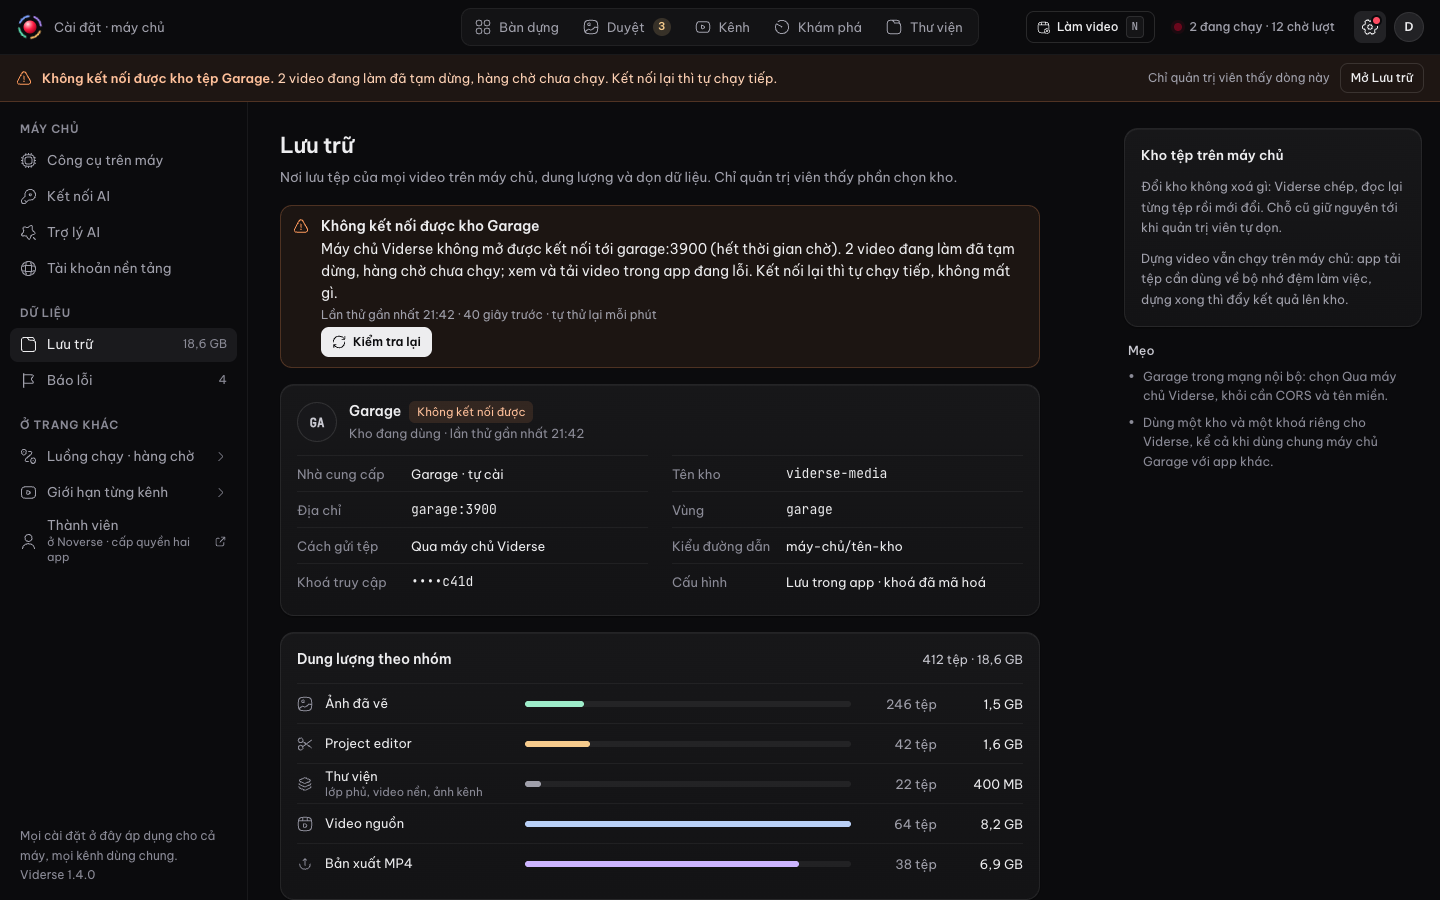 Cài đặt · máy chủ
Bàn dựng
Duyệt 3
Kênh
Khám phá
Thư viện
Làm video N
2 đang chạy · 12 chờ lượt
D
Không kết nối được kho tệp Garage. 2 video đang làm đã tạm dừng, hàng chờ chưa chạy. Kết nối lại thì tự chạy tiếp.
Chỉ quản trị viên thấy dòng này
Mở Lưu trữ
MÁY CHỦ
Công cụ trên máy
Kết nối AI
Trợ lý AI
Tài khoản nền tảng
DỮ LIỆU
Lưu trữ 18,6 GB
Báo lỗi 4
Ở TRANG KHÁC
Luồng chạy · hàng chờ
Giới hạn từng kênh
Thành viên
ở Noverse · cấp quyền hai
app
Mọi cài đặt ở đây áp dụng cho cả
máy, mọi kênh dùng chung.
Viderse 1.4.0
Lưu trữ
Nơi lưu tệp của mọi video trên máy chủ, dung lượng và dọn dữ liệu. Chỉ quản trị viên thấy phần chọn kho.
Không kết nối được kho Garage
Máy chủ Viderse không mở được kết nối tới garage:3900 (hết thời gian chờ). 2 video đang làm đã tạm
dừng, hàng chờ chưa chạy; xem và tải video trong app đang lỗi. Kết nối lại thì tự chạy tiếp, không mất
gì.
Lần thử gần nhất 21:42 · 40 giây trước · tự thử lại mỗi phút
Kiểm tra lại
GA
Garage Không kết nối được
Kho đang dùng · lần thử gần nhất 21:42
Nhà cung cấp Garage · tự cài
Tên kho viderse-media
Địa chỉ garage:3900
Vùng garage
Cách gửi tệp Qua máy chủ Viderse
Kiểu đường dẫn máy-chủ/tên-kho
Khoá truy cập ••••c41d
Cấu hình Lưu trong app · khoá đã mã hoá
Dung lượng theo nhóm 412 tệp · 18,6 GB
Ảnh đã vẽ 246 tệp 1,5 GB
Project editor 42 tệp 1,6 GB
Thư viện 22 tệp 400 MB
lớp phủ, video nền, ảnh kênh
Video nguồn 64 tệp 8,2 GB
Bản xuất MP4 38 tệp 6,9 GB
Kho tệp trên máy chủ
Đổi kho không xoá gì: Viderse chép, đọc lại
từng tệp rồi mới đổi. Chỗ cũ giữ nguyên tới
khi quản trị viên tự dọn.
Dựng video vẫn chạy trên máy chủ: app tải
tệp cần dùng về bộ nhớ đệm làm việc,
dựng xong thì đẩy kết quả lên kho.
Mẹo
• Garage trong mạng nội bộ: chọn Qua máy
chủ Viderse, khỏi cần CORS và tên miền.
• Dùng một kho và một khoá riêng cho
Viderse, kể cả khi dùng chung máy chủ
Garage với app khác.